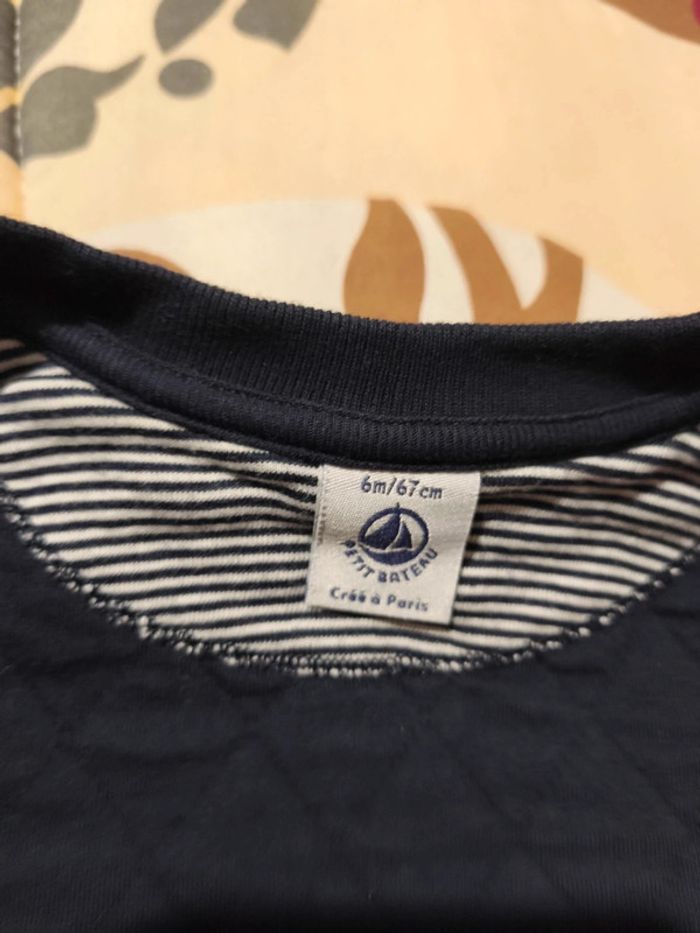 6m/67cm
PETIT BATEAU
Créé à Paris